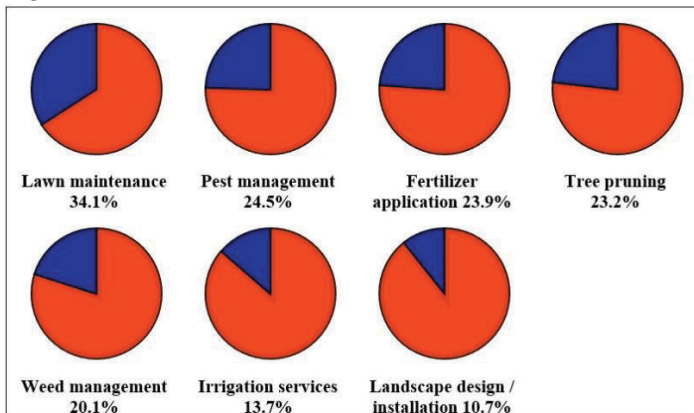 Lawn maintenance
34.1%
Pest management
24.5%
Fertilizer
application 23.9%
Tree pruning
23.2%
Weed management
20.1%
Irrigation services
13.7%
Landscape design /
installation 10.7%